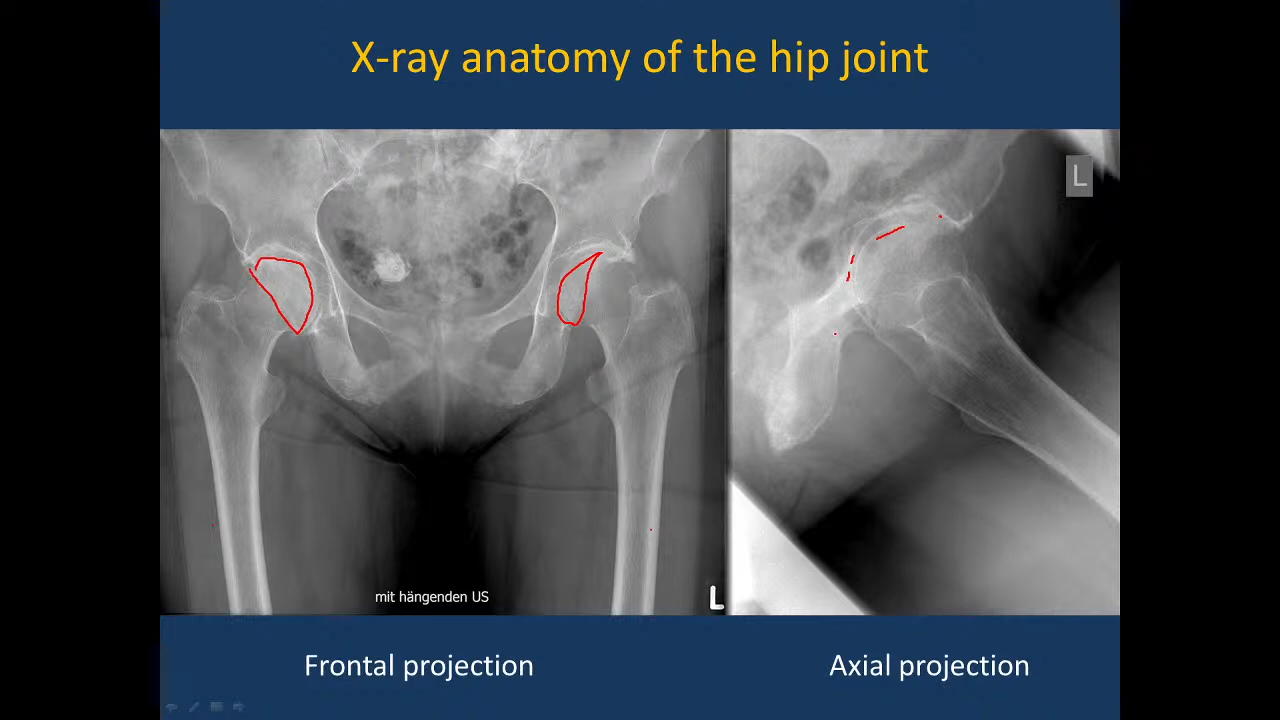 X-ray anatomy of the hip joint
L
mit hängenden US
L
Frontal projection
Axial projection